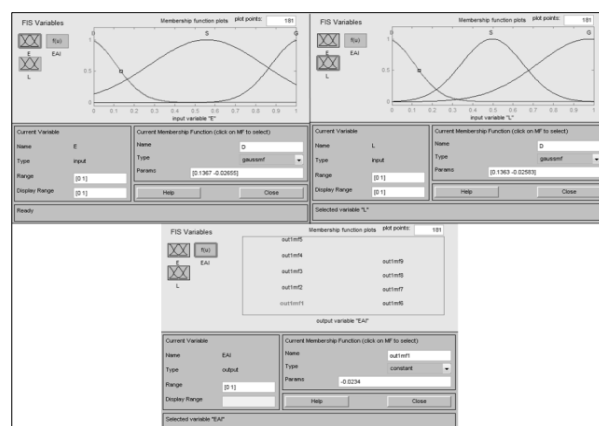 FIS Variables
Membership function plots
plot points:
181
f(u)
E
EAI
L
D
S
G
1
0.5
0
0
0.1
0.2
0.3
0.4
0.5
0.6
0.7
0.8
0.9
1
input variable "E"
Current Variable
Name
E
Type
input
Range
[0 1]
Display Range
[0 1]
Current Membership Function (click on MF to select)
Name
D
Type
gaussmf
Params
[0.1367 -0.02655]
Help
Close
Ready
FIS Variables
Membership function plots
plot points:
181
f(u)
E
EAI
L
D
S
G
1
0.5
0
0
0.1
0.2
0.3
0.4
0.5
0.6
0.7
0.8
0.9
1
input variable "L"
Current Variable
Name
L
Type
input
Range
[0 1]
Display Range
[0 1]
Current Membership Function (click on MF to select)
Name
D
Type
gaussmf
Params
[0.1363 -0.02593]
Help
Close
Selected variable "L"
FIS Variables
Membership function plots
plot points:
181
f(u)
E
EAI
L
out1mf5
out1mf4
out1mf3
out1mf2
out1mf1
out1mf9
out1mf8
out1mf7
out1mf6
output variable "EAI"
Current Variable
Name
EAI
Type
output
Range
[0 1]
Display Range
Current Membership Function (click on MF to select)
Name
out1mf1
Type
constant
Params
-0.0234
Help
Close
Selected variable "EAI"